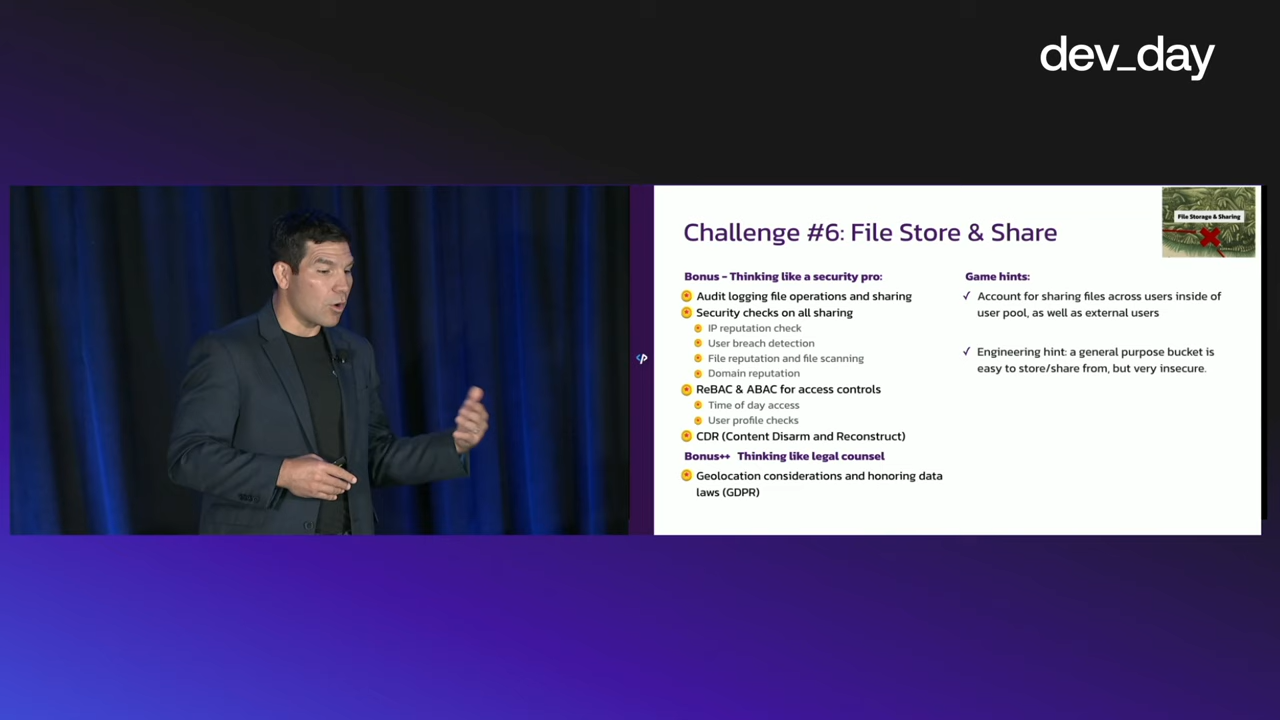 dev_day
File Storage & Sharing
Challenge #6: File Store & Share
Bonus - Thinking like a security pro:
Audit logging file operations and sharing
Security checks on all sharing
IP reputation check
User breach detection
File reputation and file scanning
Domain reputation
ReBAC & ABAC for access controls
Time of day access
User profile checks
CDR (Content Disarm and Reconstruct)
Bonus++ Thinking like legal counsel
Geolocation considerations and honoring data
laws (GDPR)
Game hints:
✓ Account for sharing files across users inside of
user pool, as well as external users
✓ Engineering hint: a general purpose bucket is
easy to store/share from, but very insecure.